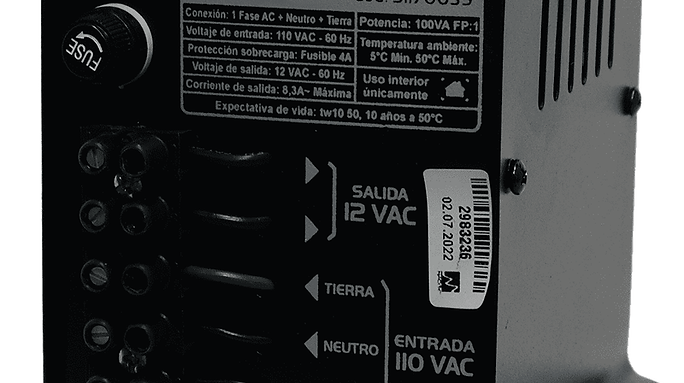 Conexión: 1 Fase AC + Neutro + Tierra
Voltaje de entrada: 110 VAC - 60 Hz
Protección sobrecarga: Fusible 4A
Voltaje de salida: 12 VAC - 60 Hz
Corriente de salida: 8,3A~ Máxima
Potencia: 100VA FP:1
Temperatura ambiente:
5°C Min. 50°C Máx.
Uso interior
únicamente
Expectativa de vida: tw10 50, 10 años a 50°C
FUSE
SALIDA
12 VAC
2983236
02.07.2022
TIERRA
NEUTRO
ENTRADA
110 VAC